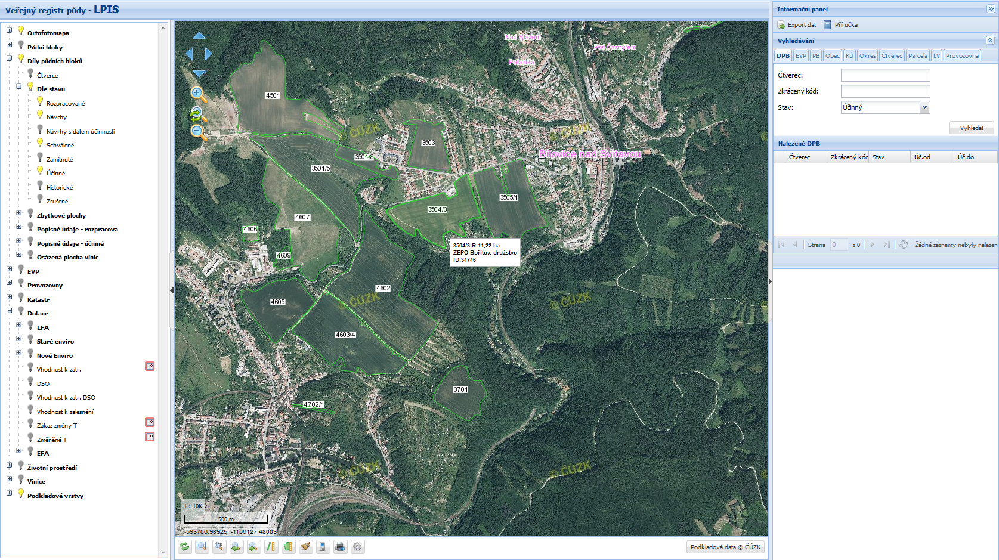 Veřejný registr půdy - LPIS
Ortofotomapa
Půdní bloky
Díly půdních bloků
Čtverce
Dle stavu
Rozpracované
Návrhy
Návrhy s datem účinnosti
Schválené
Zamítnuté
Účinné
Historické
Zrušené
Zbytkové plochy
Popisné údaje - rozpracova
Popisné údaje - účinné
Osázená plocha vinic
EVP
Provozovny
Katastr
Dotace
LFA
Staré enviro
Nové Enviro
Vhodnost k zatr.
DSO
Vhodnost k zatr. DSO
Vhodnost k zalesnění
Zákaz změny T
Změněné T
EFA
Životní prostředí
Vinice
Podkladové vrstvy
Nad Šlavem
Pod Časnýřem
Polanka
4501
© ČÚZK
© ČÚZK
3503
Bílovice nad Svitavou
3501/8
3501/5
3505/1
3504/3
4607
4606
3504/3 R 11,22 ha
ZEPO Bořitov, družstvo
ID:34746
4609
4602
4605
© ČÚZK
© ČÚZK
4603/4
3701
4702/1
© ČÚZK
© ČÚZK
1 : 10K
500 m
-593706.98925, -1156127.48003
1:X
Podkladová data © ČÚZK
Informační panel
Export dat Příručka
Vyhledávání
DPB EVP PB Obec KÚ Okres Čtverec Parcela LV Provozovna
Čtverec:
Zkrácený kód:
Stav: Účinný
Vyhledat
Nalezené DPB
Čtverec Zkrácený kód Stav Úč.od Úč.do
Strana 0 z 0 Žádné záznamy nebyly nalezen